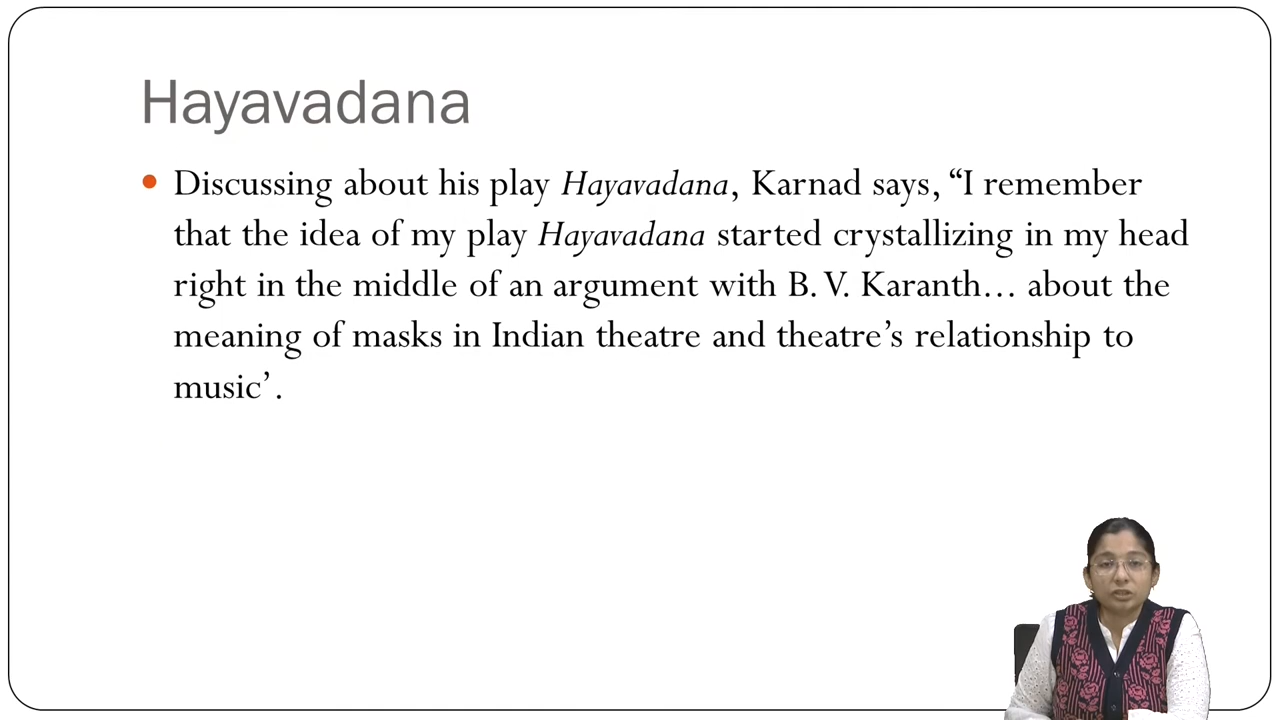 Hayavadana
• Discussing about his play Hayavadana, Karnad says, “I remember
that the idea of my play Hayavadana started crystallizing in my head
right in the middle of an argument with B. V. Karanth... about the
meaning of masks in Indian theatre and theatre’s relationship to
music’.